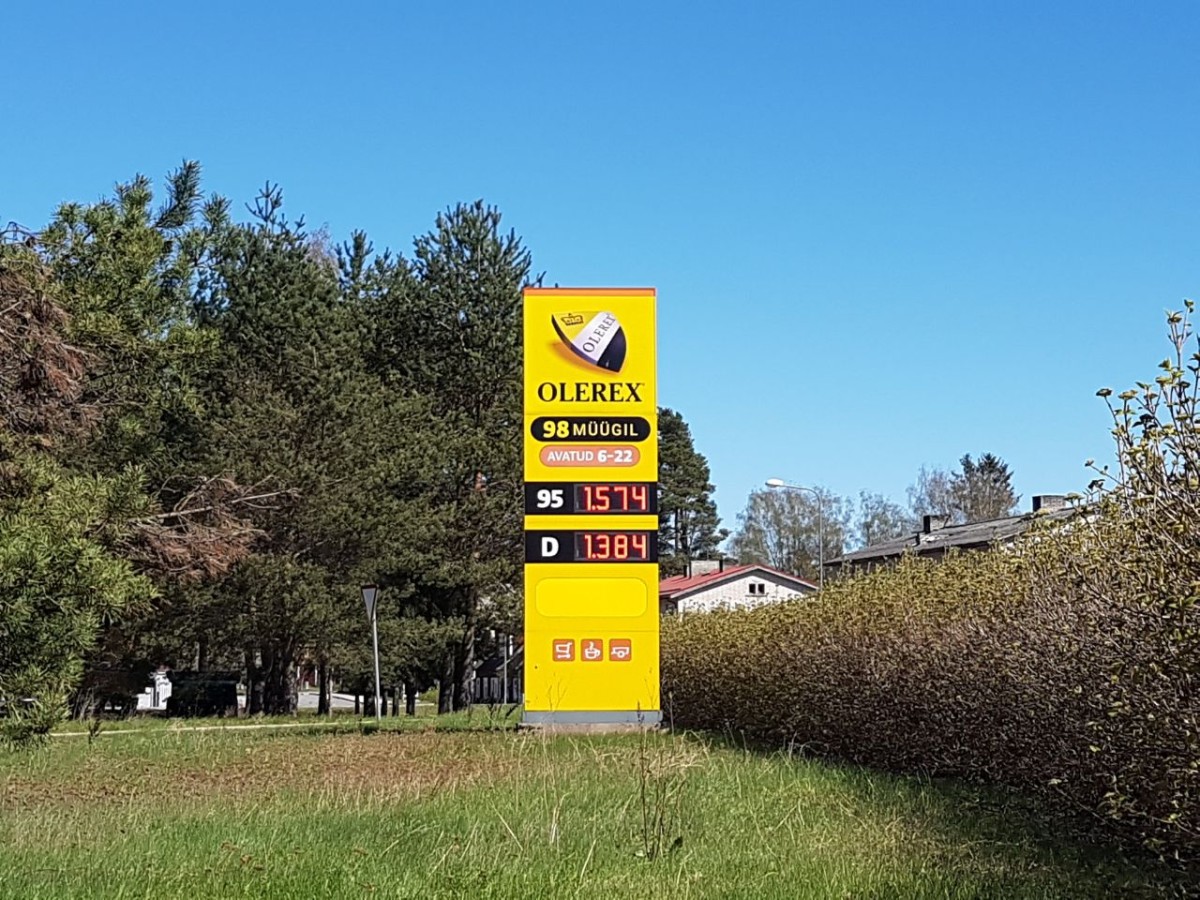 OLEREX
OLEREX
98 MÜÜGIL
AVATUD 6-22
95 1.574
D 1.384